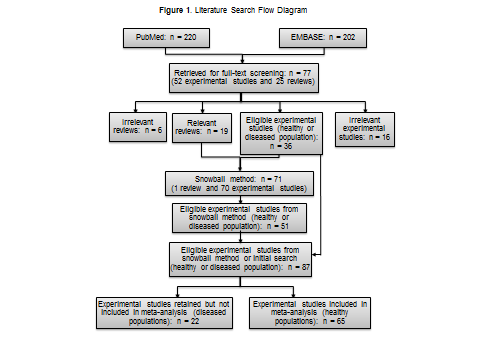 Figure 1. Literature Search Flow Diagram
PubMed: n = 220
EMBASE: n = 202
Retrieved for full-text screening: n = 77
(52 experimental studies and 25 reviews)
Irrelevant
reviews: n = 6
Relevant
reviews: n = 19
Eligible experimental
studies (healthy or
diseased population):
n = 36
Irrelevant
experimental
studies: n = 16
Snowball method: n = 71
(1 review and 70 experimental studies)
Eligible experimental studies from
snowball method (healthy or
diseased population): n = 51
Eligible experimental studies from
snowball method or initial search
(healthy or diseased population): n = 87
Experimental studies retained but not
included in meta-analysis (diseased
populations): n = 22
Experimental studies included in
meta-analysis (healthy
populations): n = 65